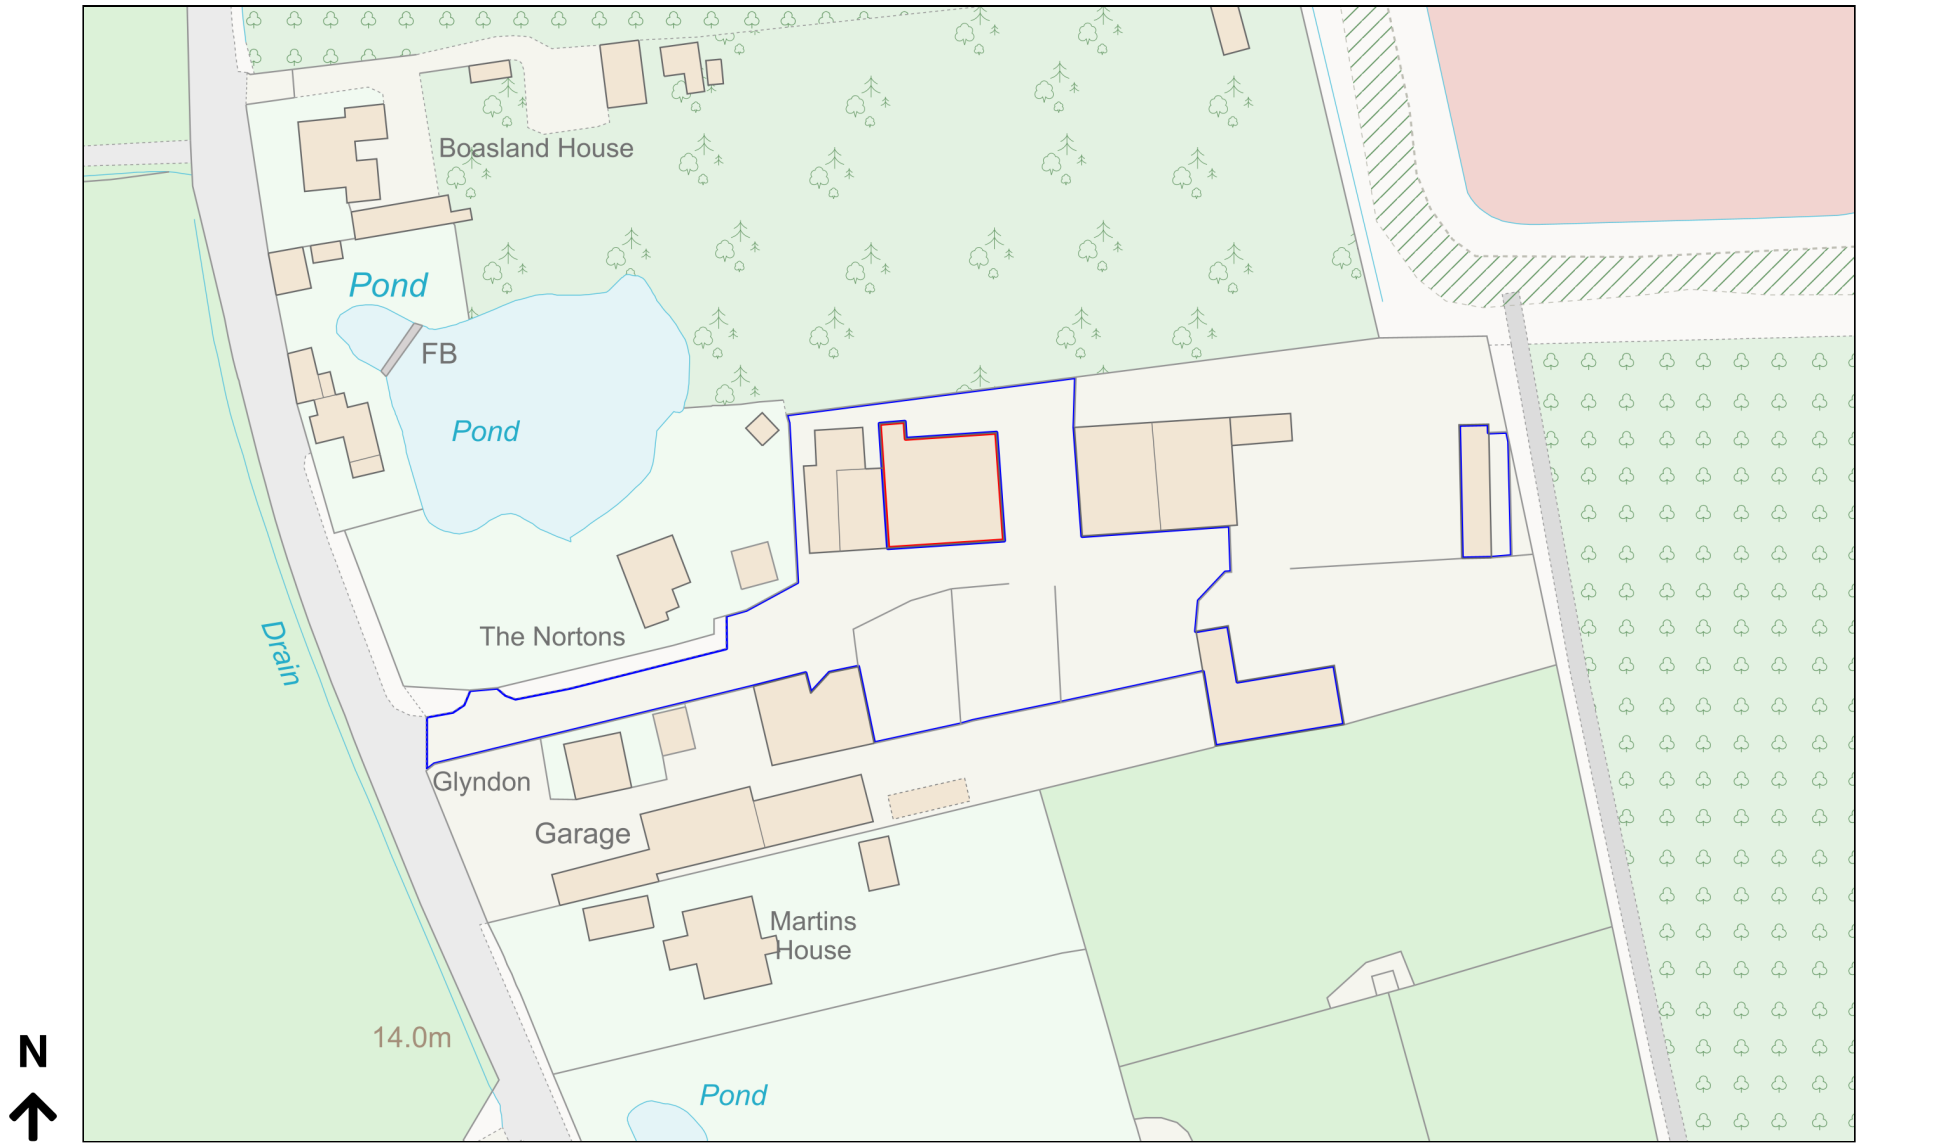 Boasland House
Pond
FB
Pond
The Nortons
Drain
Glyndon
Garage
Martins
House
14.0m
N
Pond